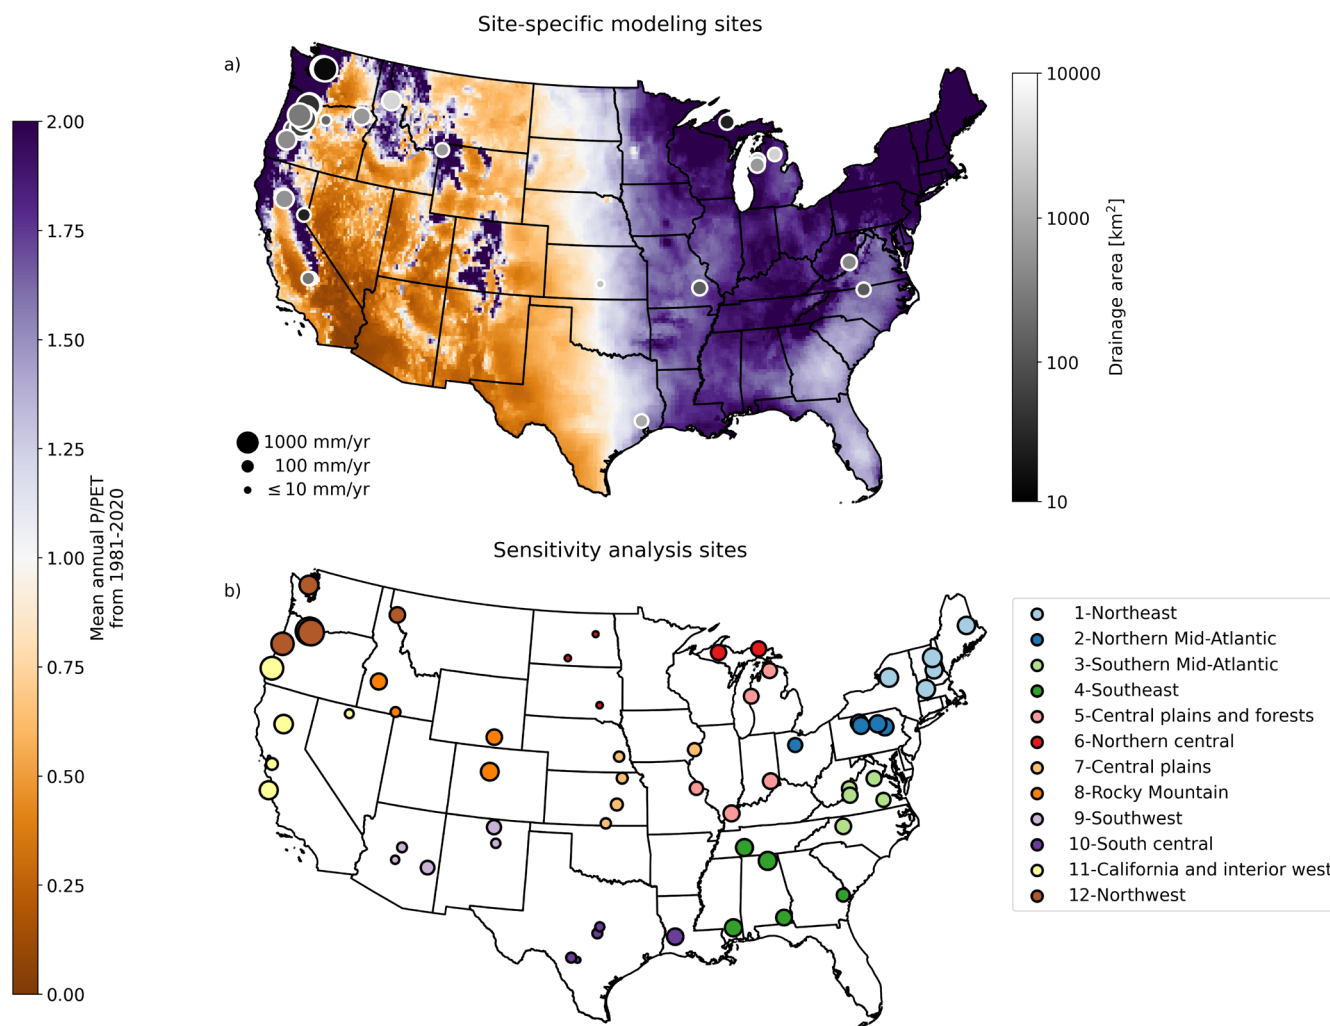 Site-specific modeling sites
a)
2.00
1.75
1.50
1.25
1.00
0.75
0.50
0.25
0.00
Mean annual P/PET
from 1981-2020
1000 mm/yr
100 mm/yr
≤10 mm/yr
10000
1000
100
10
Drainage area [km²]
Sensitivity analysis sites
b)
1-Northeast
2-Northern Mid-Atlantic
3-Southern Mid-Atlantic
4-Southeast
5-Central plains and forests
6-Northern central
7-Central plains
8-Rocky Mountain
9-Southwest
10-South central
11-California and interior west
12-Northwest